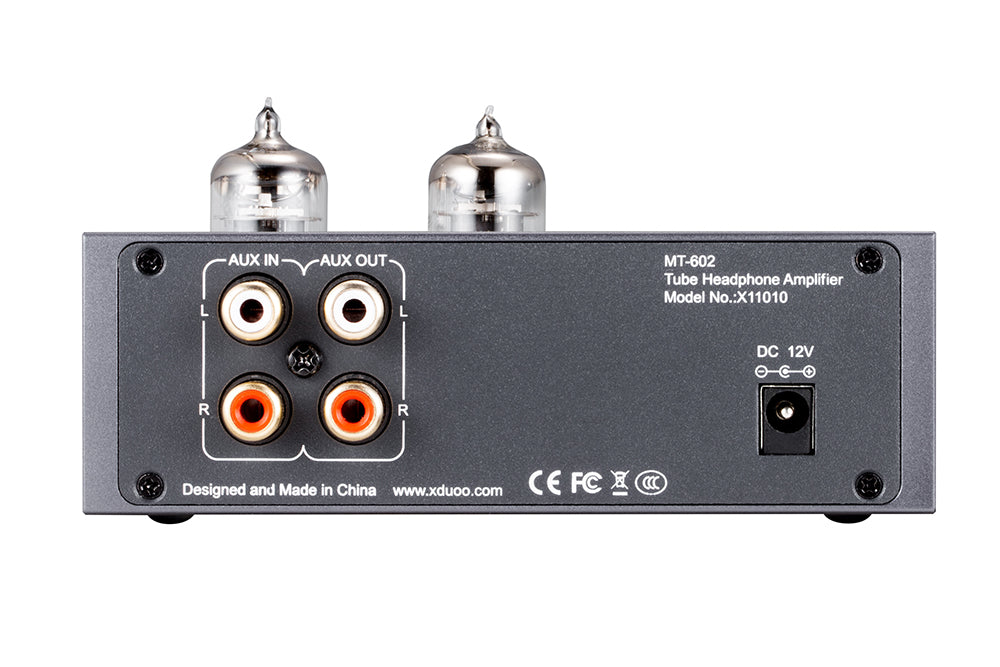 AUX IN AUX OUT
L L
R R
MT-602
Tube Headphone Amplifier
Model No.:X11010
DC 12V
Designed and Made in China www.xduoo.com
CE FC CCC